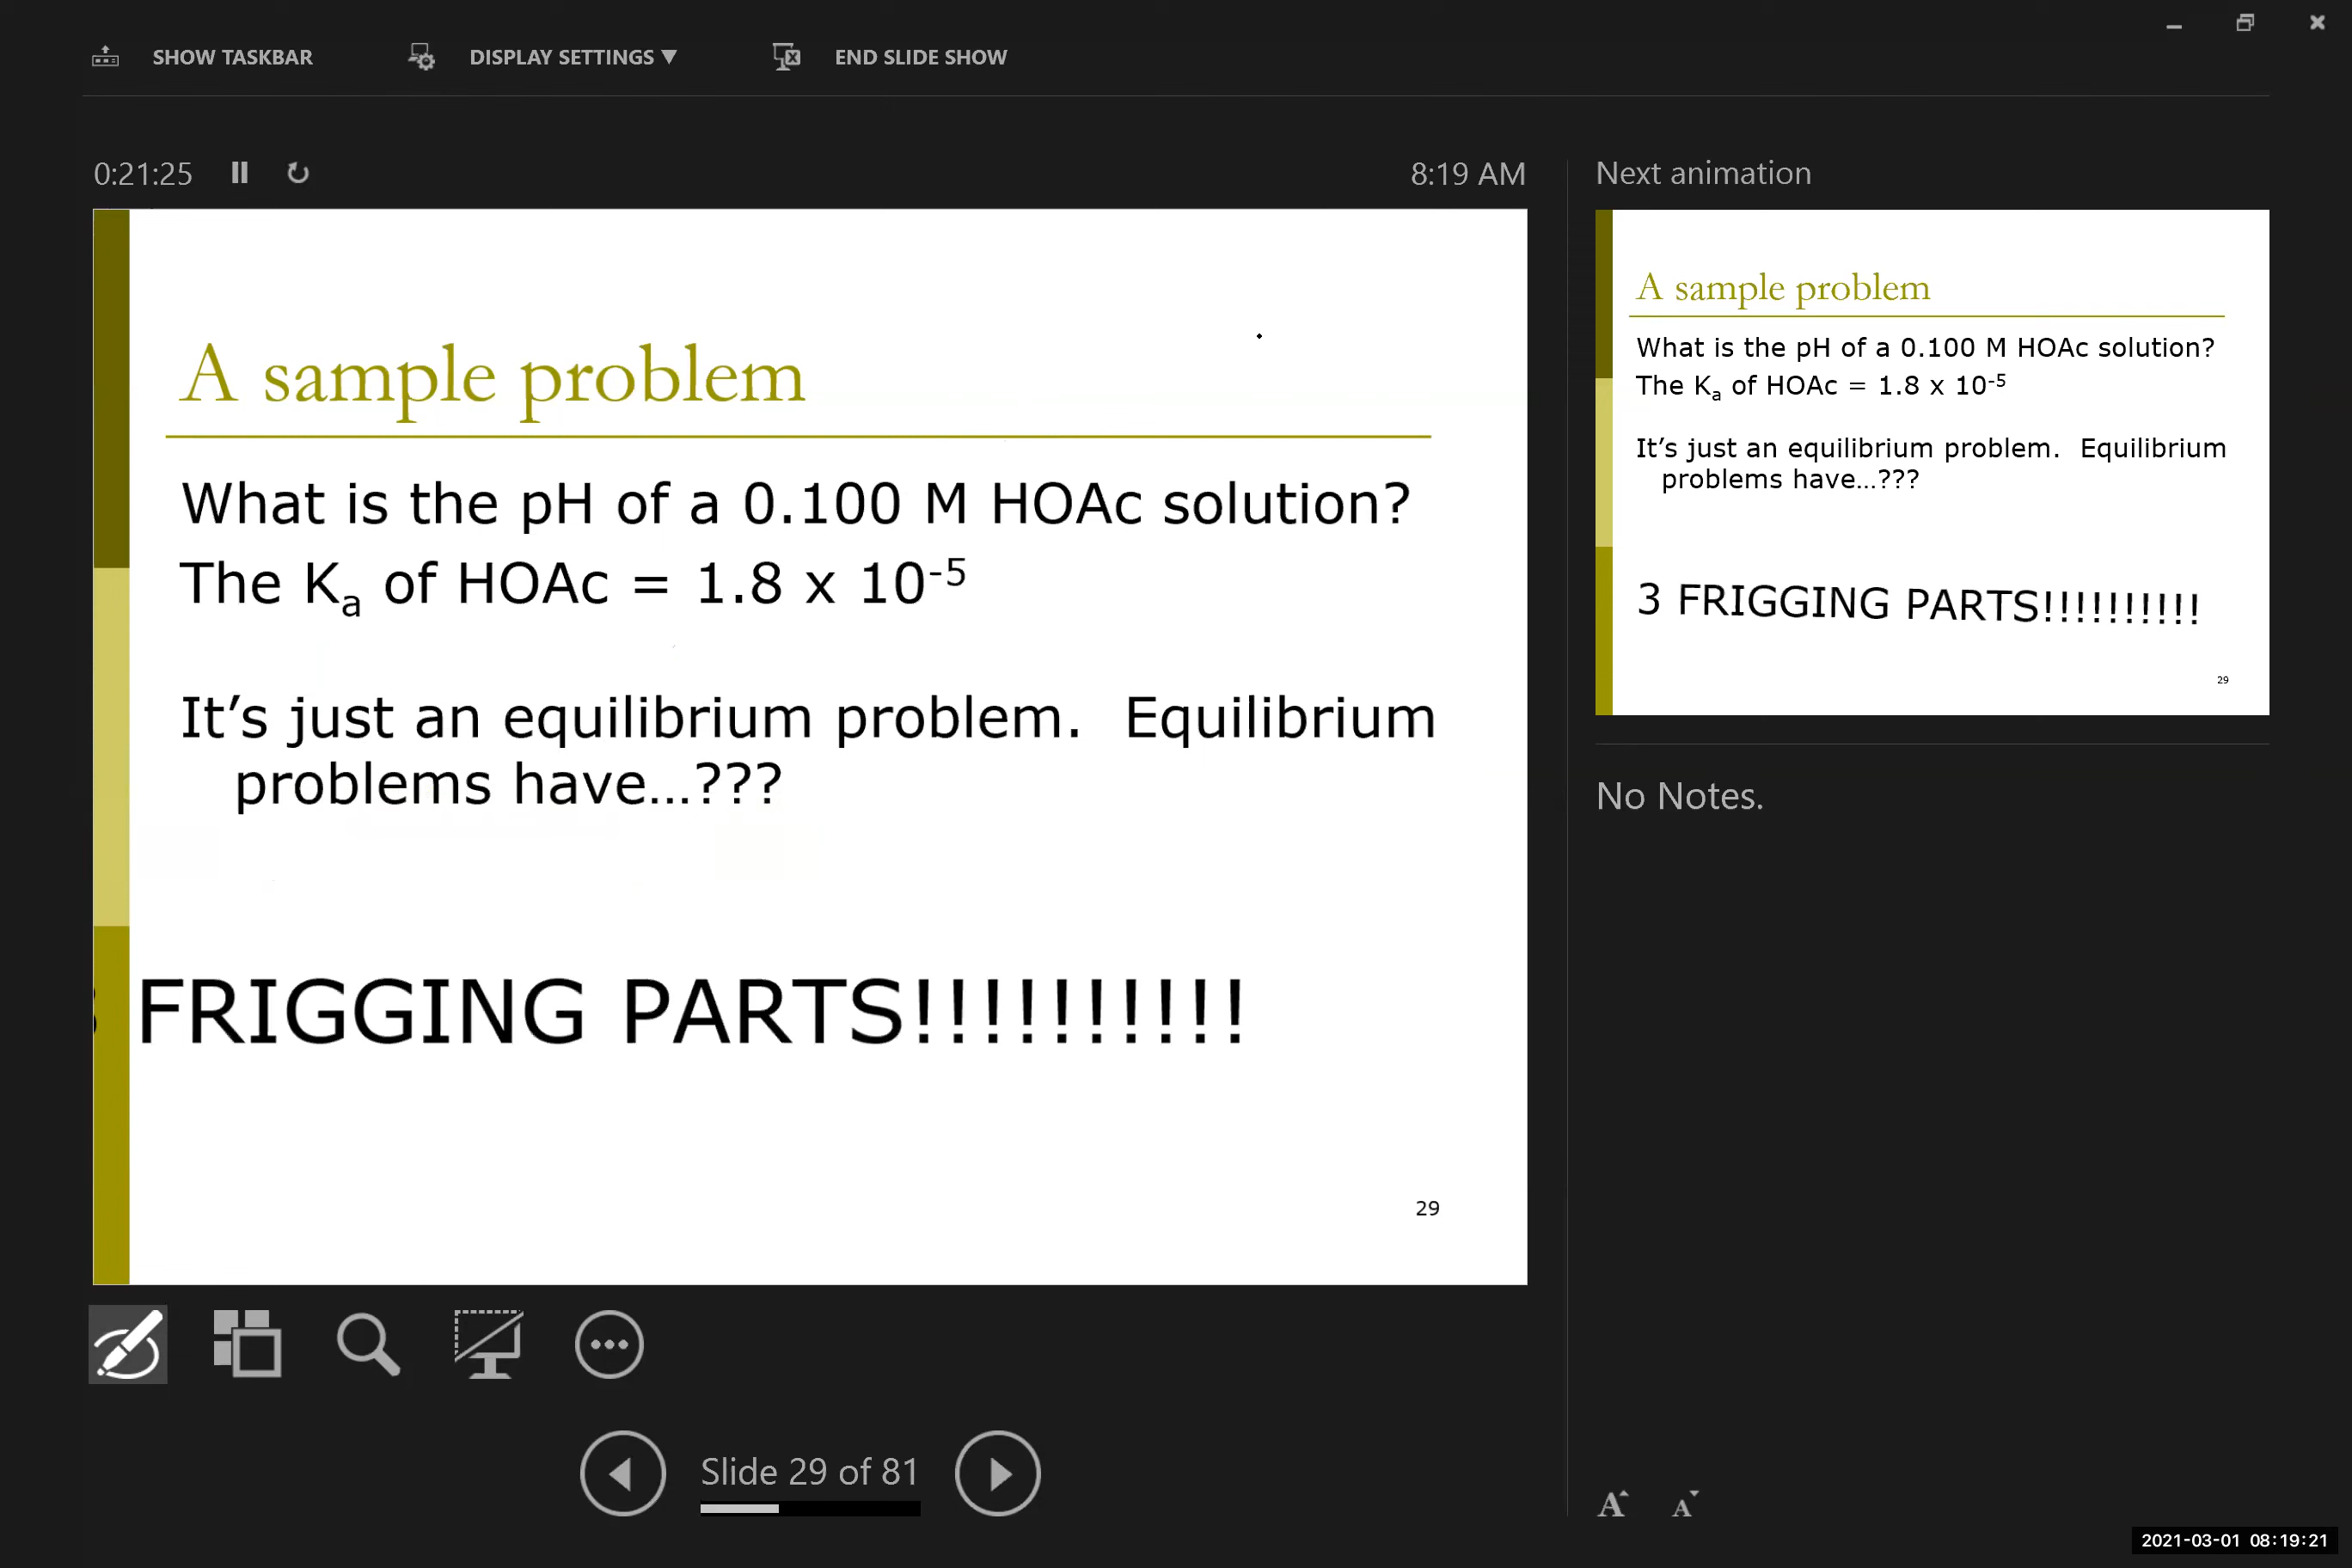 SHOW TASKBAR
DISPLAY SETTINGS ▼
END SLIDE SHOW
0:21:25
8:19 AM
A sample problem
What is the pH of a 0.100 M HOAc solution?
The Kₐ of HOAc = 1.8 x 10⁻⁵
It’s just an equilibrium problem.  Equilibrium
problems have…???
FRIGGING PARTS!!!!!!!!!!
29
Slide 29 of 81
Next animation
A sample problem
What is the pH of a 0.100 M HOAc solution?
The Kₐ of HOAc = 1.8 x 10⁻⁵
It’s just an equilibrium problem.  Equilibrium
problems have…???
3 FRIGGING PARTS!!!!!!!!!!
29
No Notes.
A A
2021-03-01 08:19:21